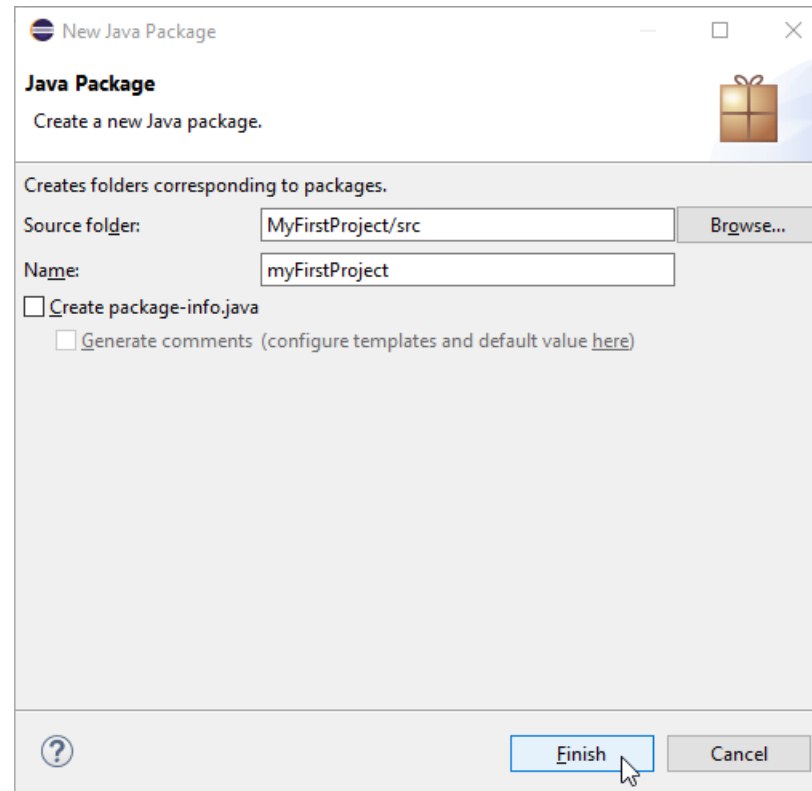 New Java Package
Java Package
Create a new Java package.
Creates folders corresponding to packages.
Source folder: MyFirstProject/src Browse...
Name: myFirstProject
Create package-info.java
Generate comments (configure templates and default value here)
? Finish Cancel